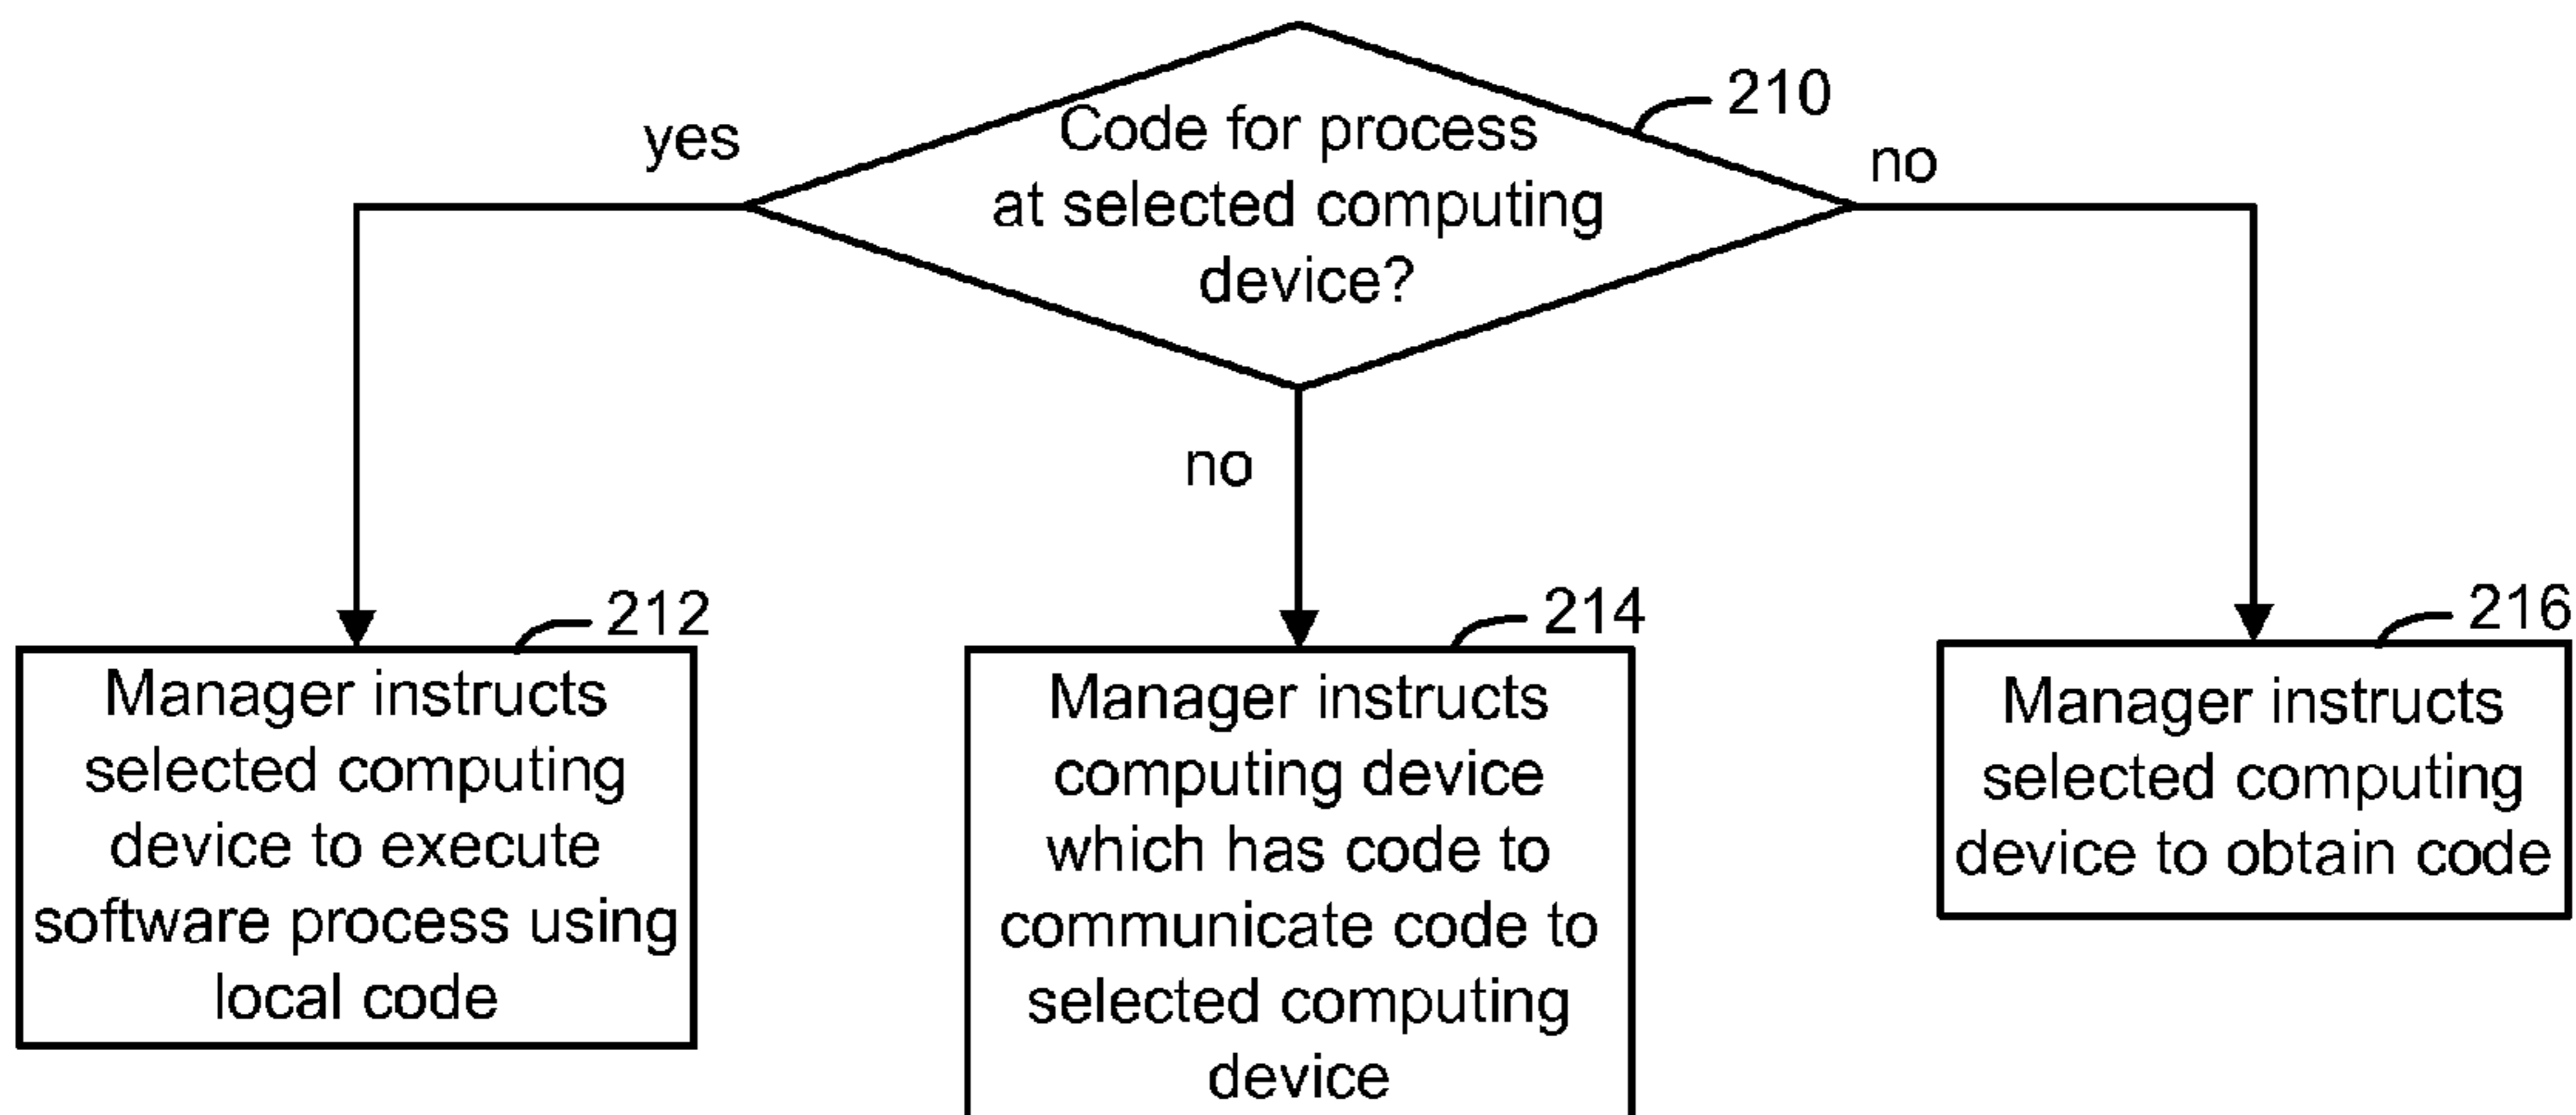 210
Code for process
at selected computing
device?
yes
no
no
212
Manager instructs
selected computing
device to execute
software process using
local code
214
Manager instructs
computing device
which has code to
communicate code to
selected computing
device
216
Manager instructs
selected computing
device to obtain code